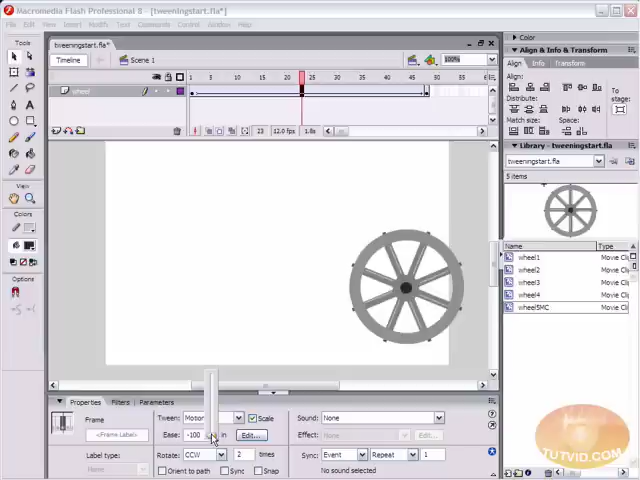 Macromedia Flash Professional 8 - [tweeningstart.fla*]
File Edit View Insert Modify Text Commands Control Window Help
Tools
View
Colors
Options
tweeningstart.fla*
Timeline Scene 1 100%
1 5 10 15 20 25 30 35 40 45 50 55
wheel
23 12.0 fps 1.8s
Properties Filters Parameters
Frame
<Frame Label>
Label type:
Name
Tween: Motion Scale
Ease: -100 in Edit...
Rotate: CCW 2 times
Orient to path Sync Snap
Sound: None
Effect: None Edit...
Sync: Event Repeat 1
No sound selected
Color
Align & Info & Transform
Align Info Transform
Align:
Distribute:
Match size: Space:
To stage:
Library - tweeningstart.fla
tweeningstart.fla
5 items
Name Type
wheel1 Movie Cli
wheel2 Movie Cli
wheel3 Movie Cli
wheel4 Movie Cli
wheel5MC Movie Cli
TUTVID.COM